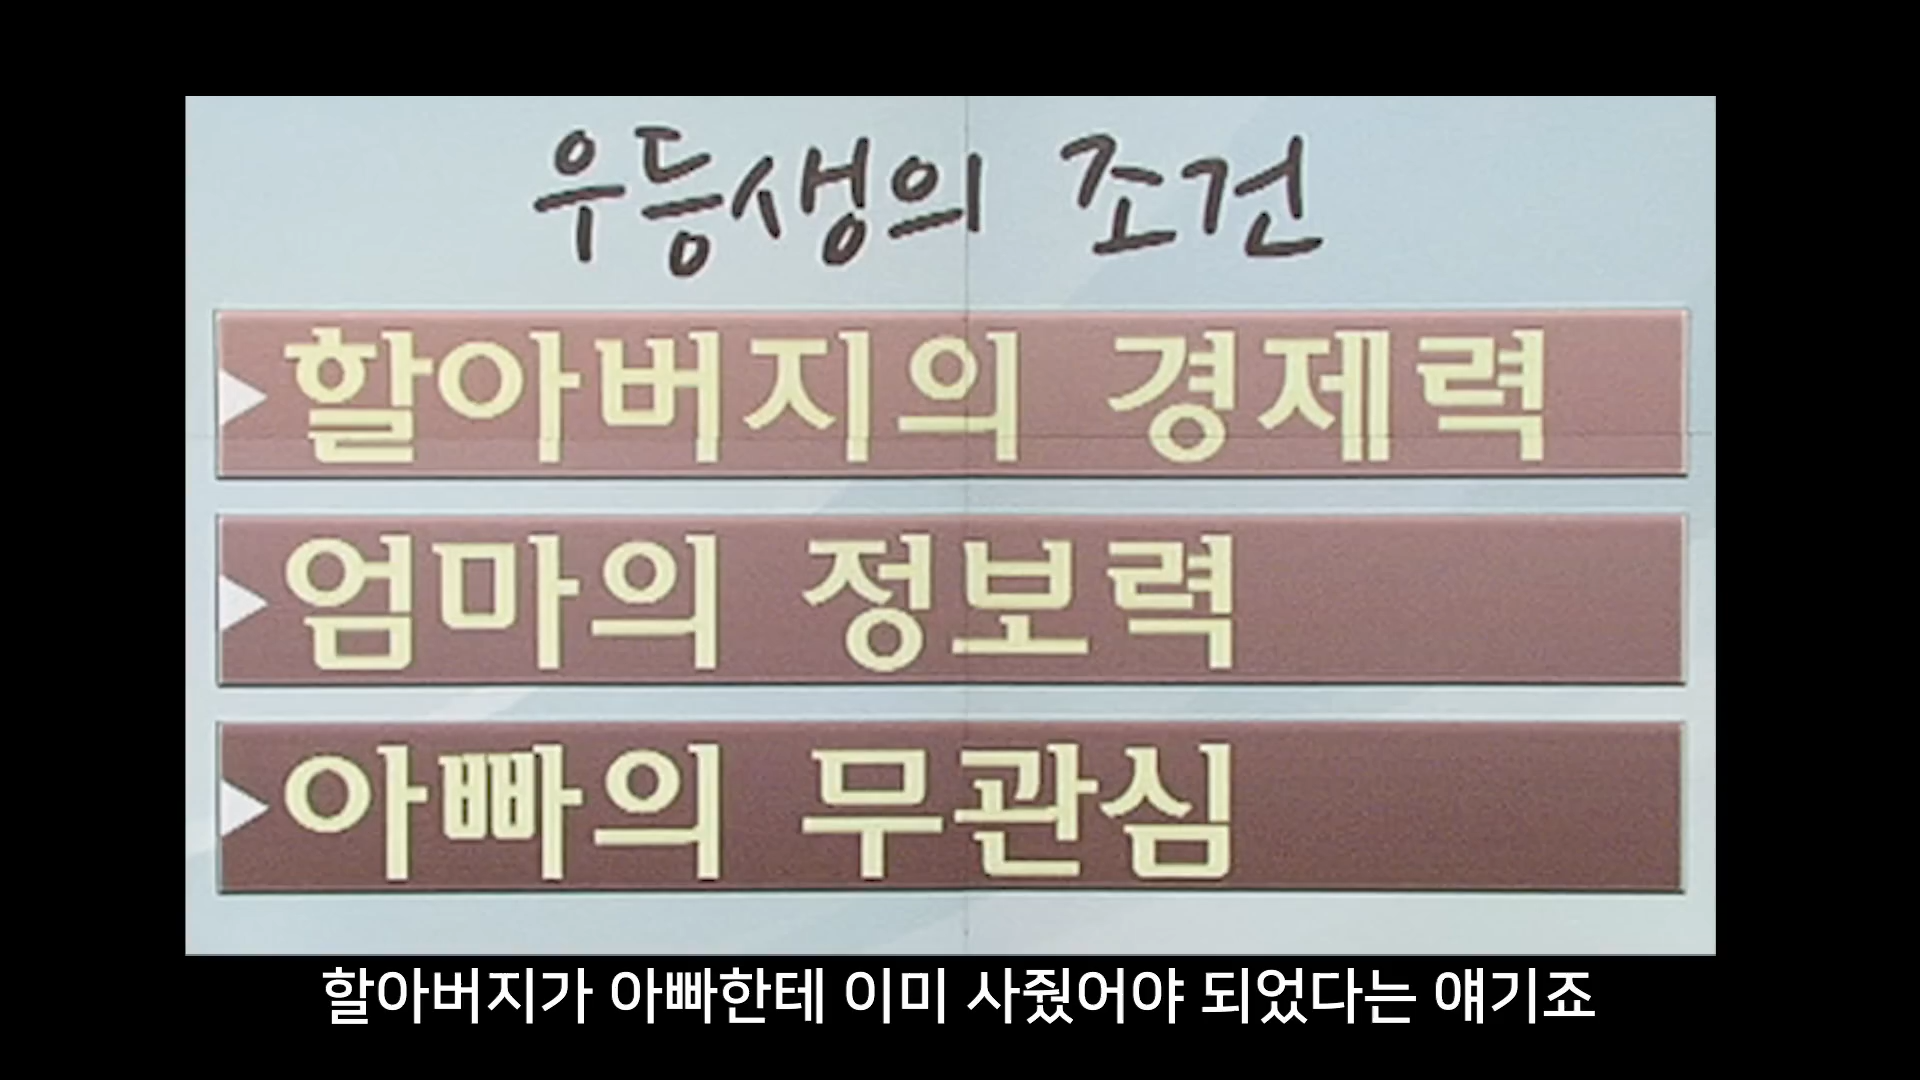 우등생의 조건
할아버지의 경제력
엄마의 정보력
아빠의 무관심
할아버지가 아빠한테 이미 사줬어야 되었다는 얘기죠